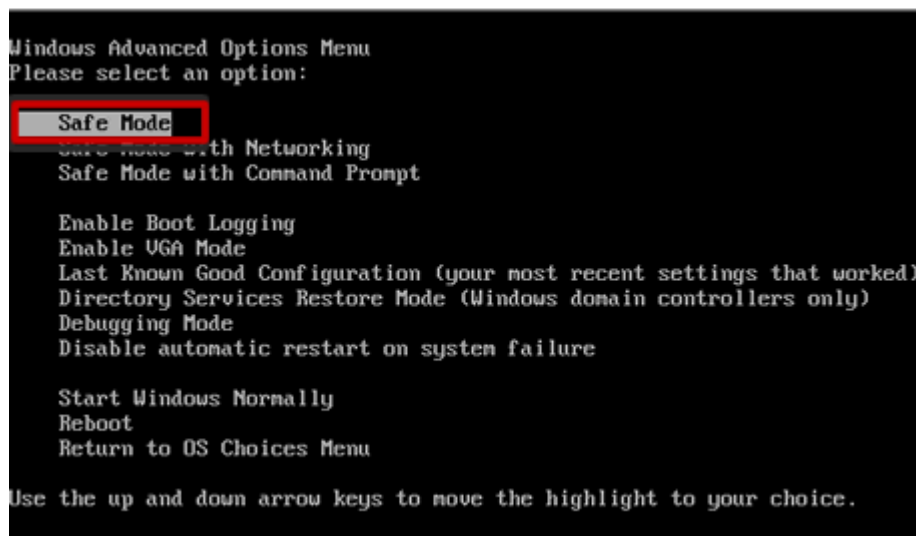 Windows Advanced Options Menu
Please select an option:
Safe Mode
Safe Mode with Networking
Safe Mode with Command Prompt
Enable Boot Logging
Enable VGA Mode
Last Known Good Configuration (your most recent settings that worked)
Directory Services Restore Mode (Windows domain controllers only)
Debugging Mode
Disable automatic restart on system failure
Start Windows Normally
Reboot
Return to OS Choices Menu
Use the up and down arrow keys to move the highlight to your choice.